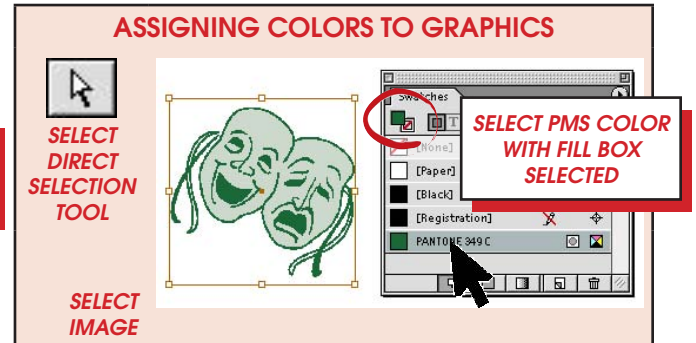 ASSIGNING COLORS TO GRAPHICS
SELECT
DIRECT
SELECTION
TOOL
SELECT
IMAGE
Swatches
T
[None]
[Paper]
[Black]
[Registration]
PANTONE 349 C
SELECT PMS COLOR
WITH FILL BOX
SELECTED